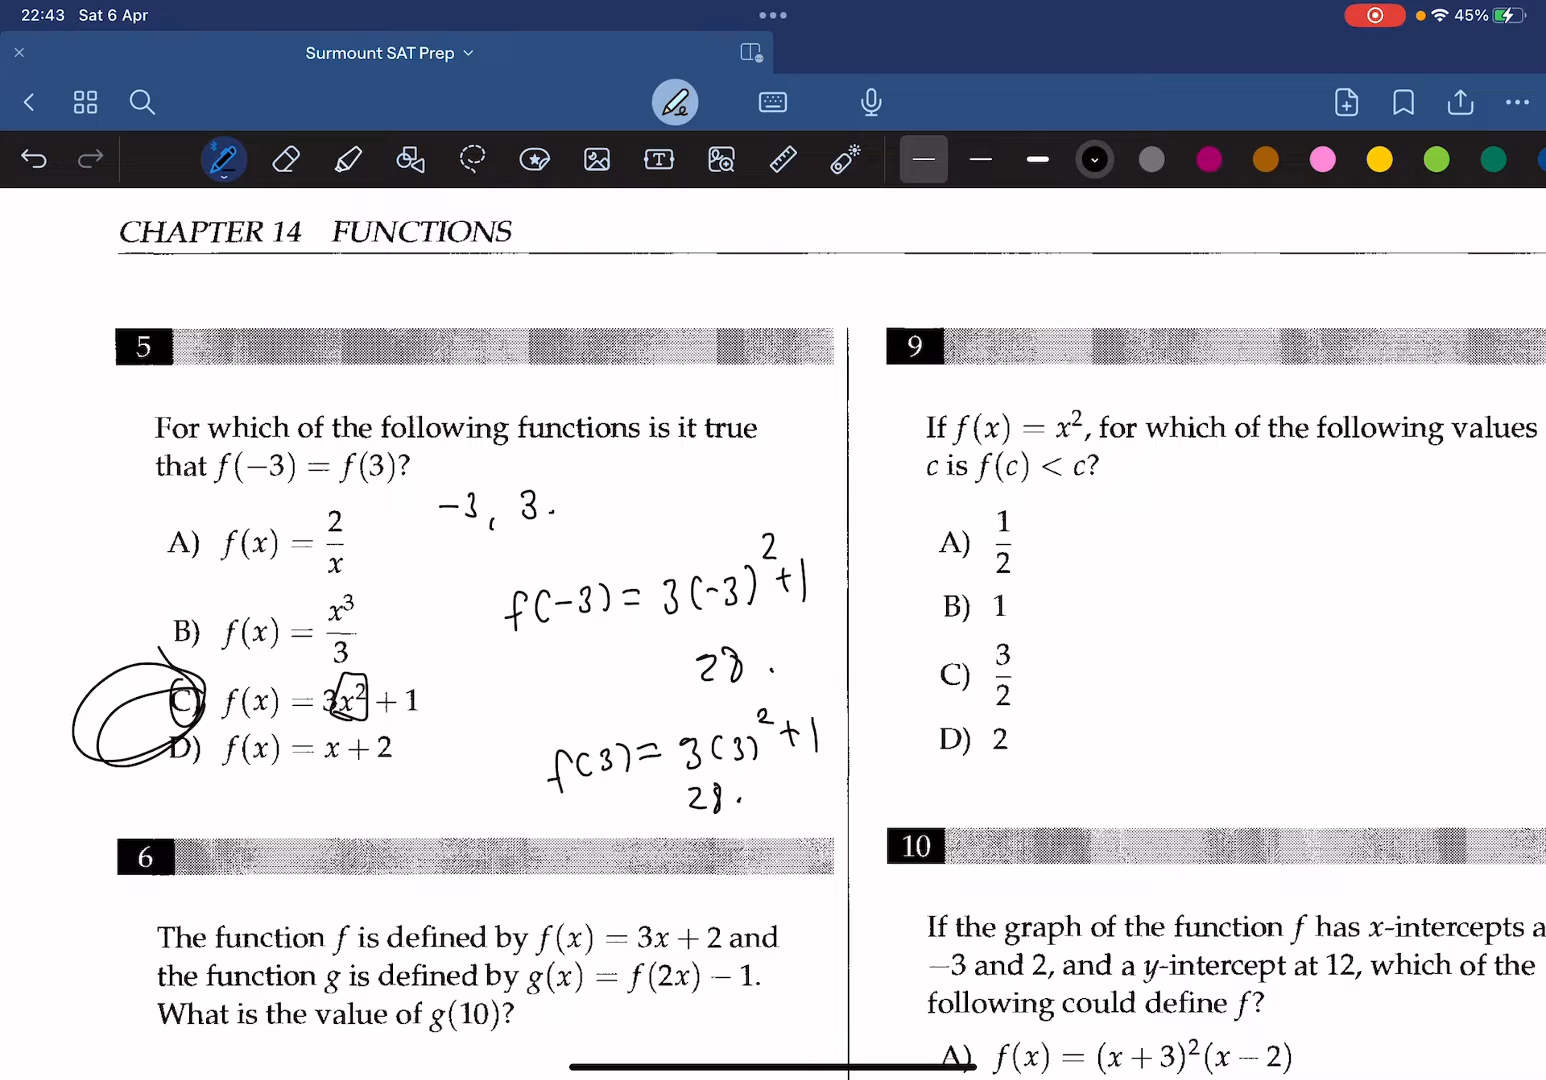 22:43 Sat 6 Apr
45%
Surmount SAT Prep
CHAPTER 14 FUNCTIONS
5
For which of the following functions is it true
that f(−3) = f(3)?
−3, 3.
A) f(x) = 2/x
B) f(x) = x³/3
C) f(x) = 3x² + 1
D) f(x) = x + 2
f(-3) = 3(-3)² + 1
28.
f(3) = 3(3)² + 1
28.
6
The function f is defined by f(x) = 3x + 2 and
the function g is defined by g(x) = f(2x) − 1.
What is the value of g(10)?
9
If f(x) = x², for which of the following values
c is f(c) < c?
A) 1/2
B) 1
C) 3/2
D) 2
10
If the graph of the function f has x-intercepts a
−3 and 2, and a y-intercept at 12, which of the
following could define f?
A) f(x) = (x + 3)²(x − 2)